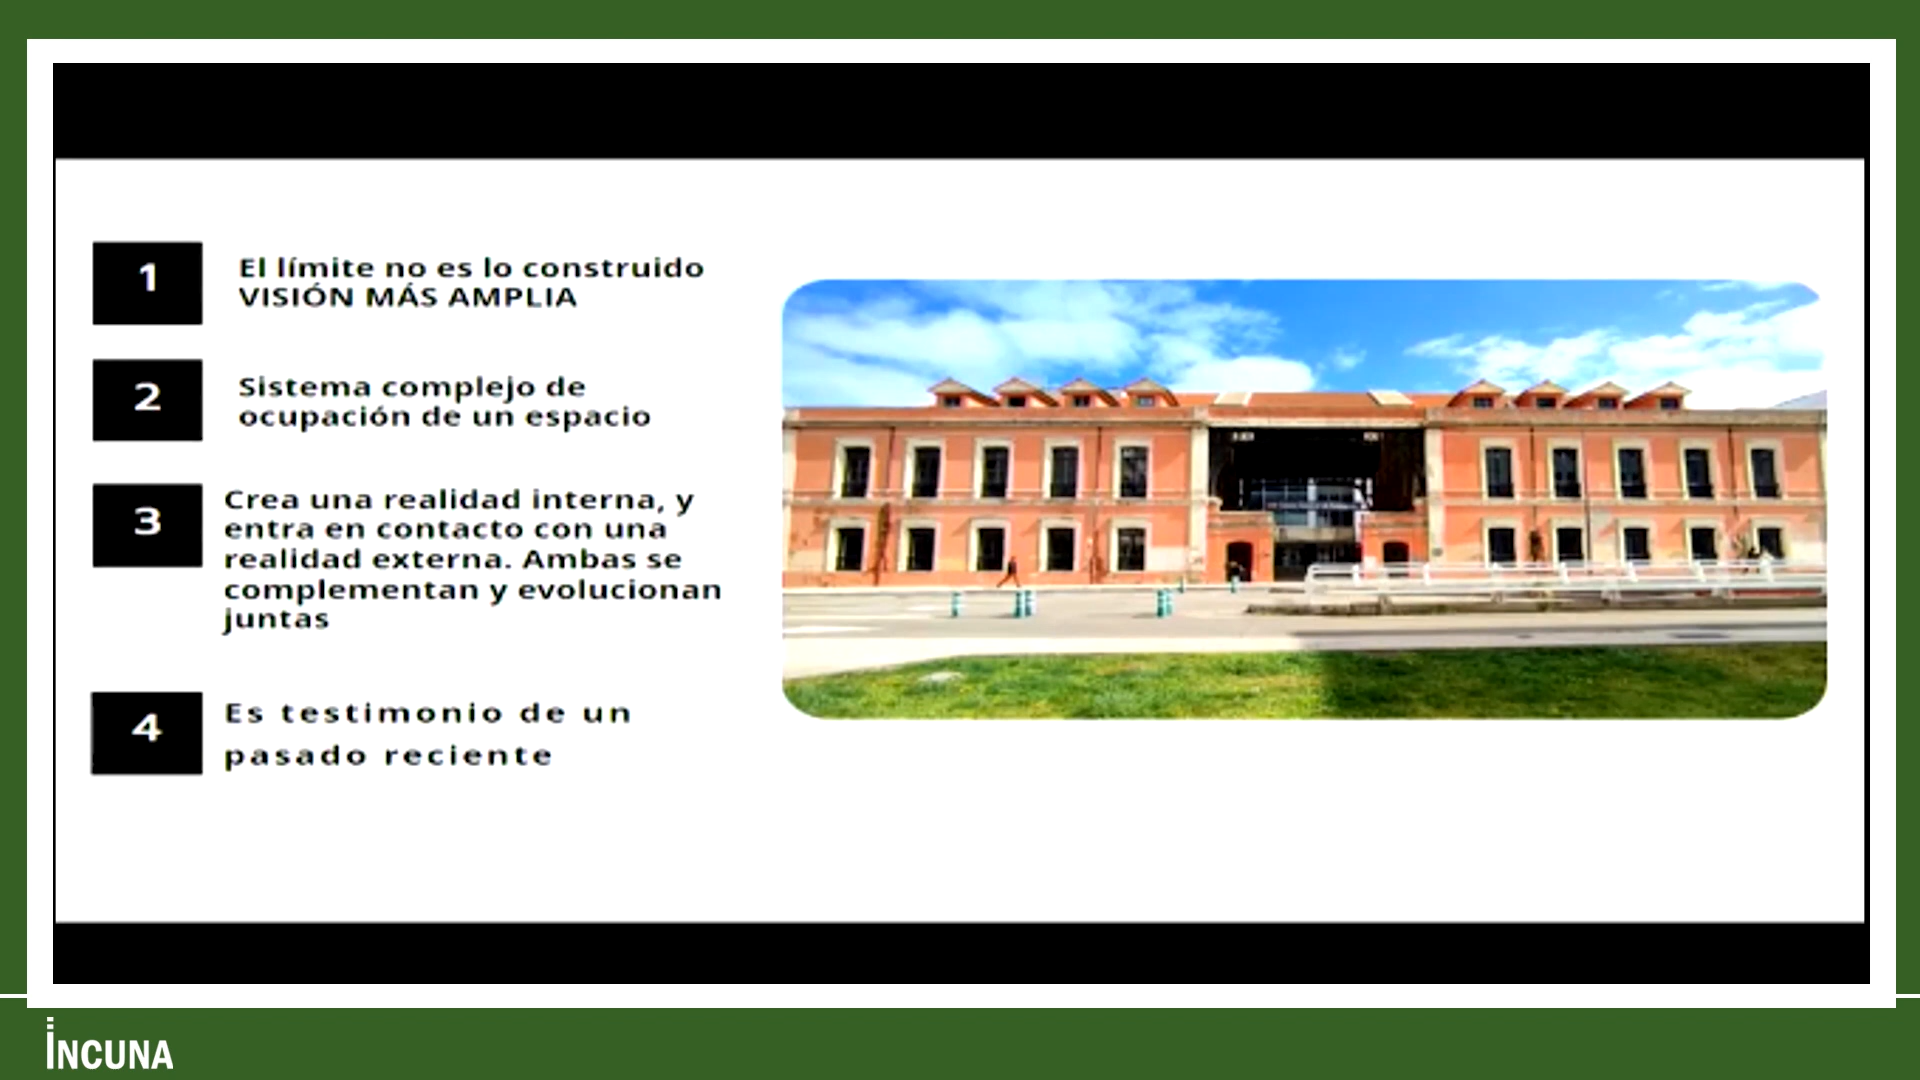 1
El límite no es lo construido
VISIÓN MÁS AMPLIA
2
Sistema complejo de
ocupación de un espacio
3
Crea una realidad interna, y
entra en contacto con una
realidad externa. Ambas se
complementan y evolucionan
juntas
4
Es testimonio de un
pasado reciente
INCUNA